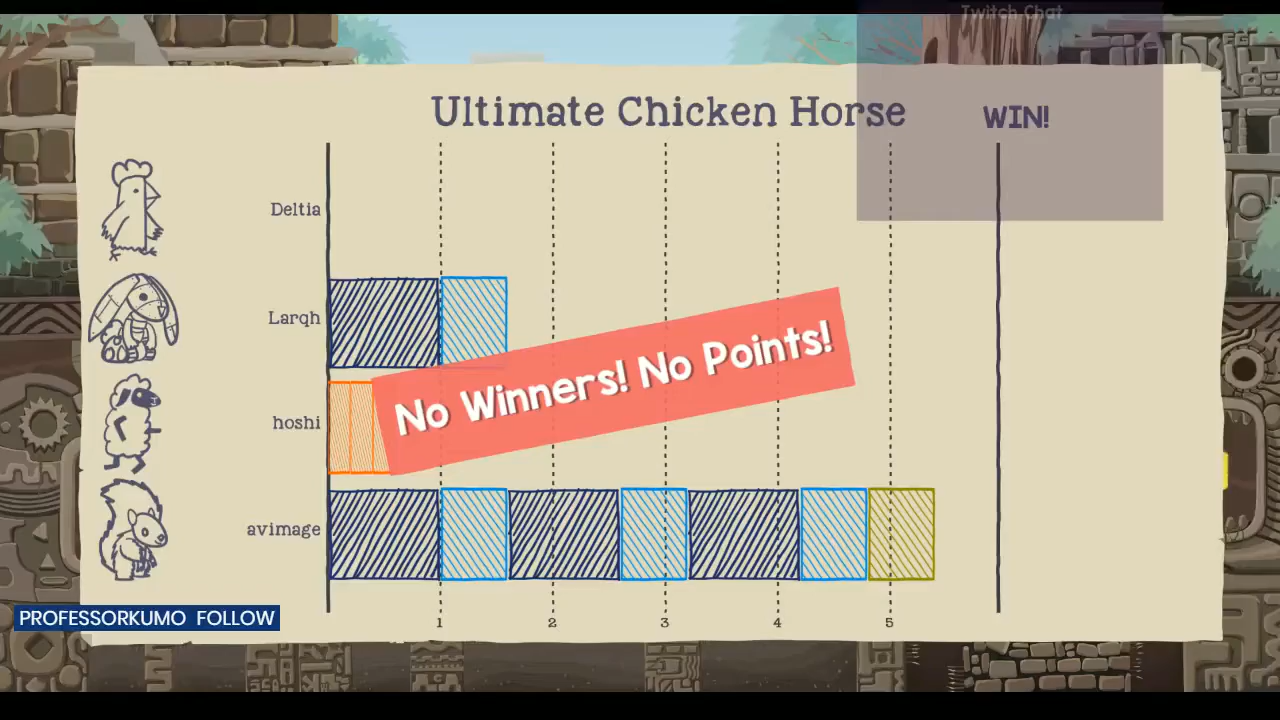 Twitch Chat
Ultimate Chicken Horse
WIN!
Deltia
Larqh
No Winners! No Points!
hoshi
avimage
PROFESSORKUMO FOLLOW
1 2 3 4 5